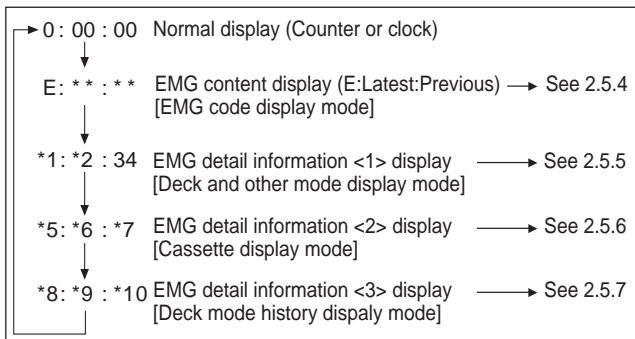 0: 00 : 00 Normal display (Counter or clock)
E: * * : * * EMG content display (E:Latest:Previous) See 2.5.4
[EMG code display mode]
*1: *2 : 34 EMG detail information <1> display See 2.5.5
[Deck and other mode display mode]
*5: *6 : *7 EMG detail information <2> display See 2.5.6
[Cassette display mode]
*8: *9 : *10 EMG detail information <3> display See 2.5.7
[Deck mode history dispaly mode]